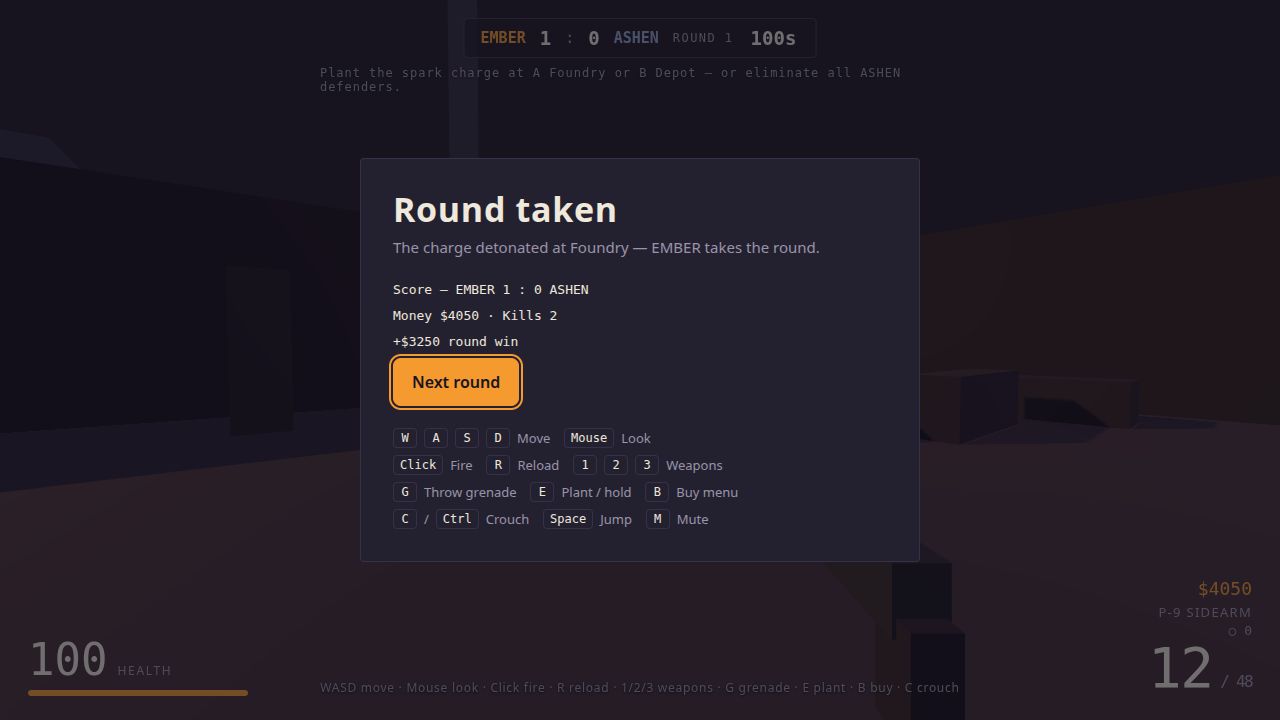 EMBER 1 : 0 ASHEN ROUND 1 100s
Plant the spark charge at A Foundry or B Depot — or eliminate all ASHEN
defenders.
Round taken
The charge detonated at Foundry — EMBER takes the round.
Score — EMBER 1 : 0 ASHEN
Money $4050 · Kills 2
+$3250 round win
Next round
W A S D Move Mouse Look
Click Fire R Reload 1 2 3 Weapons
G Throw grenade E Plant / hold B Buy menu
C / Ctrl Crouch Space Jump M Mute
$4050
P-9 SIDEARM
○ 0
100 HEALTH
12 / 48
WASD move · Mouse look · Click fire · R reload · 1/2/3 weapons · G grenade · E plant · B buy · C crouch